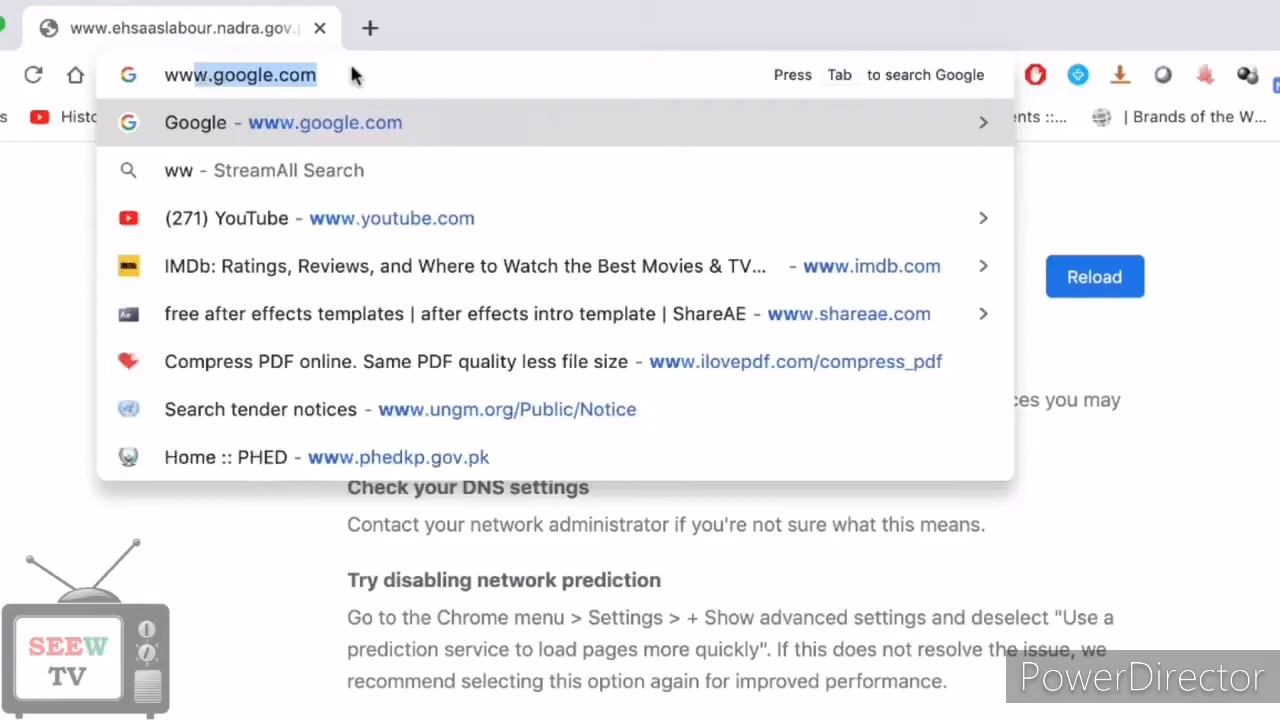 www.ehsaaslabour.nadra.gov.
www.google.com
Press Tab to search Google
Histo
Google - www.google.com
ents ::...
| Brands of the W...
ww - StreamAll Search
(271) YouTube - www.youtube.com
IMDb: Ratings, Reviews, and Where to Watch the Best Movies & TV... - www.imdb.com
Reload
free after effects templates | after effects intro template | ShareAE - www.shareae.com
Compress PDF online. Same PDF quality less file size - www.ilovepdf.com/compress_pdf
ces you may
Search tender notices - www.ungm.org/Public/Notice
Home :: PHED - www.phedkp.gov.pk
Check your DNS settings
Contact your network administrator if you're not sure what this means.
Try disabling network prediction
Go to the Chrome menu > Settings > + Show advanced settings and deselect "Use a
prediction service to load pages more quickly". If this does not resolve the issue, we
recommend selecting this option again for improved performance.
SEEW
TV
PowerDirector